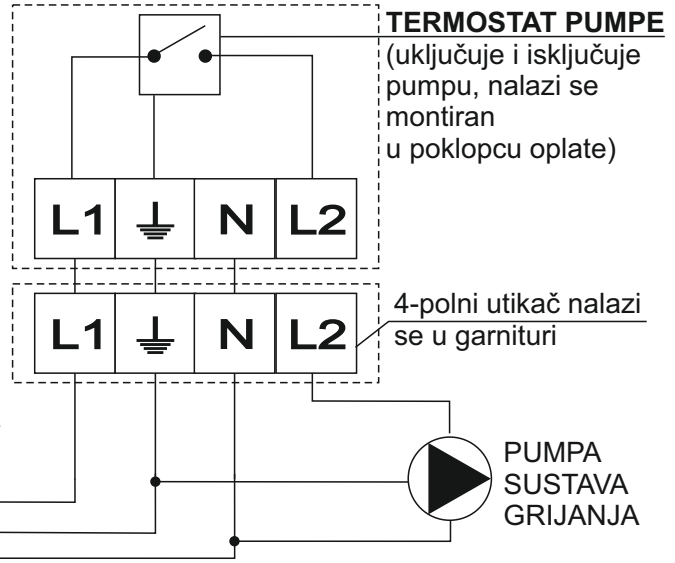 TERMOSTAT PUMPE
(uključuje i isključuje
pumpu, nalazi se
montiran
u poklopcu oplate)
L1 N L2
L1 N L2
4-polni utikač nalazi
se u garnituri
PUMPA
SUSTAVA
GRIJANJA